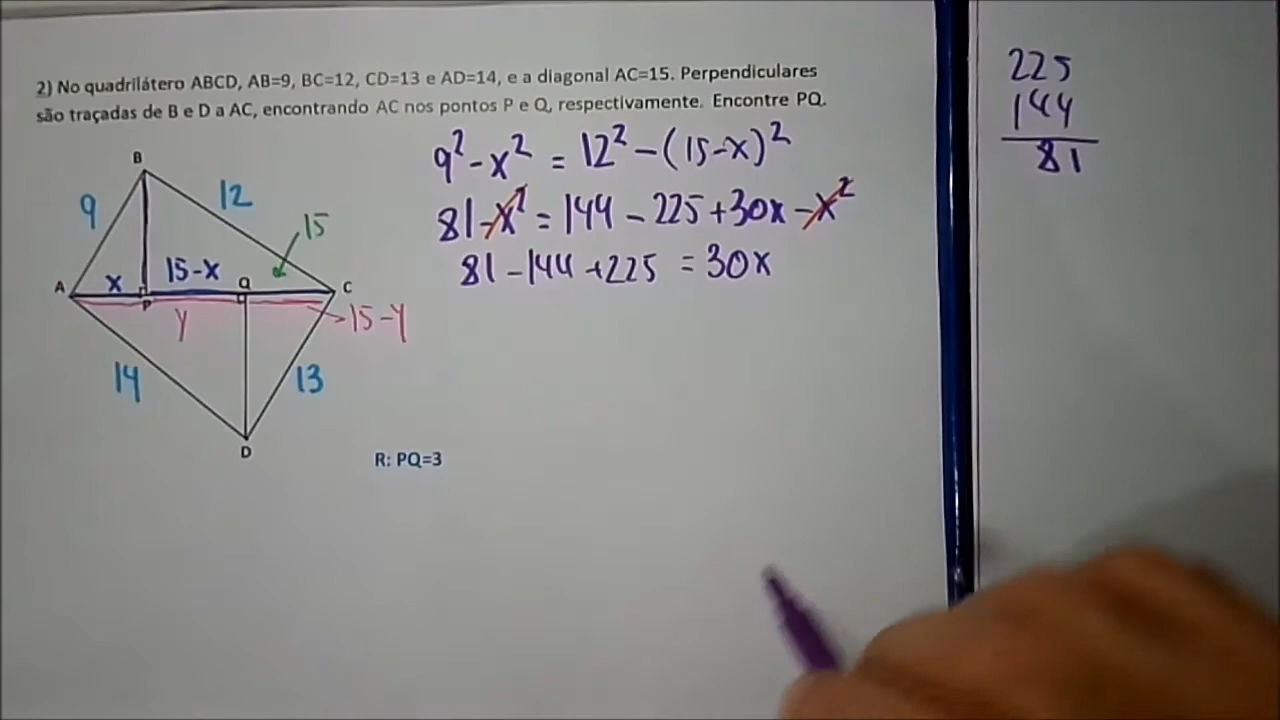 2) No quadrilátero ABCD, AB=9, BC=12, CD=13 e AD=14, e a diagonal AC=15. Perpendiculares
são traçadas de B e D a AC, encontrando AC nos pontos P e Q, respectivamente. Encontre PQ.
9² - x² = 12² - (15-x)²
81 - x² = 144 - 225 + 30x - x²
81 - 144 + 225 = 30x
225
144
81
B
9
12
15
A
x
15-x
Q
C
P
y
15-y
14
13
D
R: PQ=3